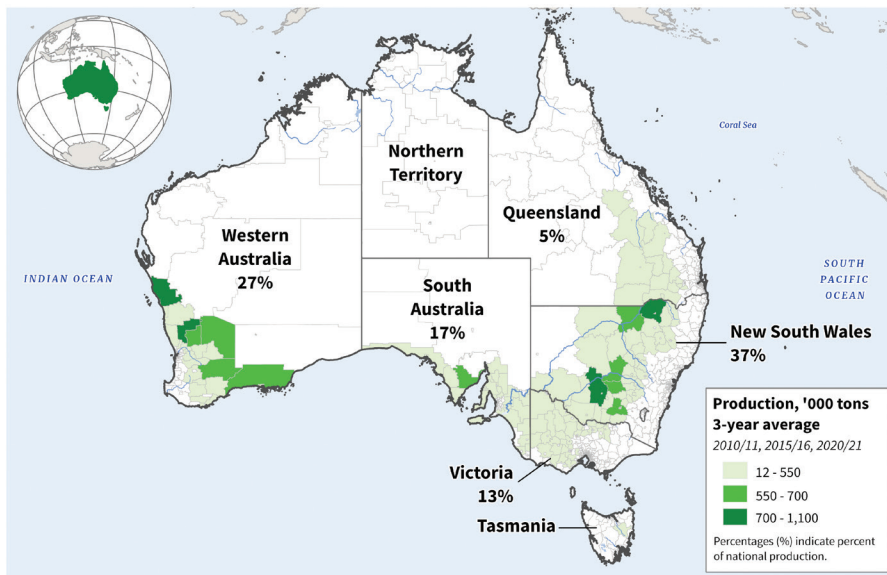 Northern
Territory
Coral Sea
Queensland
5%
Western
Australia
27%
INDIAN OCEAN
South
Australia
17%
SOUTH
PACIFIC
OCEAN
New South Wales
37%
Victoria
13%
Tasmania
Production, '000 tons
3-year average
2010/11, 2015/16, 2020/21
12 - 550
550 - 700
700 - 1,100
Percentages (%) indicate percent
of national production.